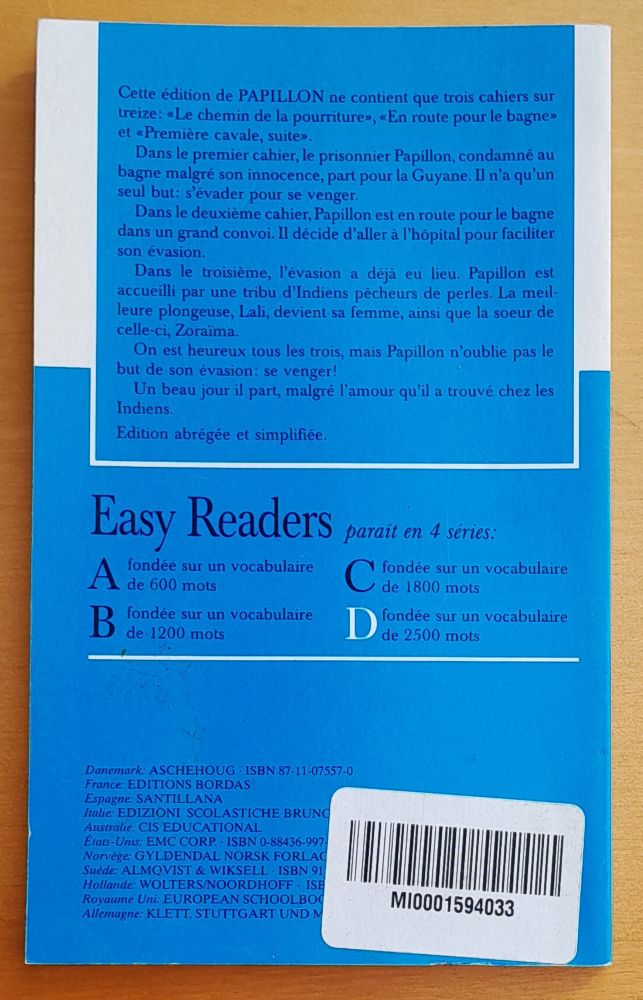 Cette édition de PAPILLON ne contient que trois cahiers sur
treize: «Le chemin de la pourriture», «En route pour le bagne»
et «Première cavale, suite».
Dans le premier cahier, le prisonnier Papillon, condamné au
bagne malgré son innocence, part pour la Guyane. Il n'a qu'un
seul but: s'évader pour se venger.
Dans le deuxième cahier, Papillon est en route pour le bagne
dans un grand convoi. Il décide d'aller à l'hôpital pour faciliter
son évasion.
Dans le troisième, l'évasion a déjà eu lieu. Papillon est
accueilli par une tribu d'Indiens pêcheurs de perles. La meil-
leure plongeuse, Lali, devient sa femme, ainsi que la soeur de
celle-ci, Zoraïma.
On est heureux tous les trois, mais Papillon n'oublie pas le
but de son évasion: se venger!
Un beau jour il part, malgré l'amour qu'il a trouvé chez les
Indiens.
Edition abrégée et simplifiée.
Easy Readers paraît en 4 séries:
A fondée sur un vocabulaire
de 600 mots
B fondée sur un vocabulaire
de 1200 mots
C fondée sur un vocabulaire
de 1800 mots
D fondée sur un vocabulaire
de 2500 mots
Danemark: ASCHEHOUG · ISBN 87-11-07557-0
France: EDITIONS BORDAS
Espagne: SANTILLANA
Italie: EDIZIONI SCOLASTICHE BRUNO
Australie: CIS EDUCATIONAL
États-Unis: EMC CORP. · ISBN 0-88436-997-
Norvège: GYLDENDAL NORSK FORLAG
Suède: ALMQVIST & WIKSELL · ISBN 91
Hollande: WOLTERS/NOORDHOFF · ISB
Royaume Uni: EUROPEAN SCHOOLBOO
Allemagne: KLETT, STUTTGART UND M
MI0001594033